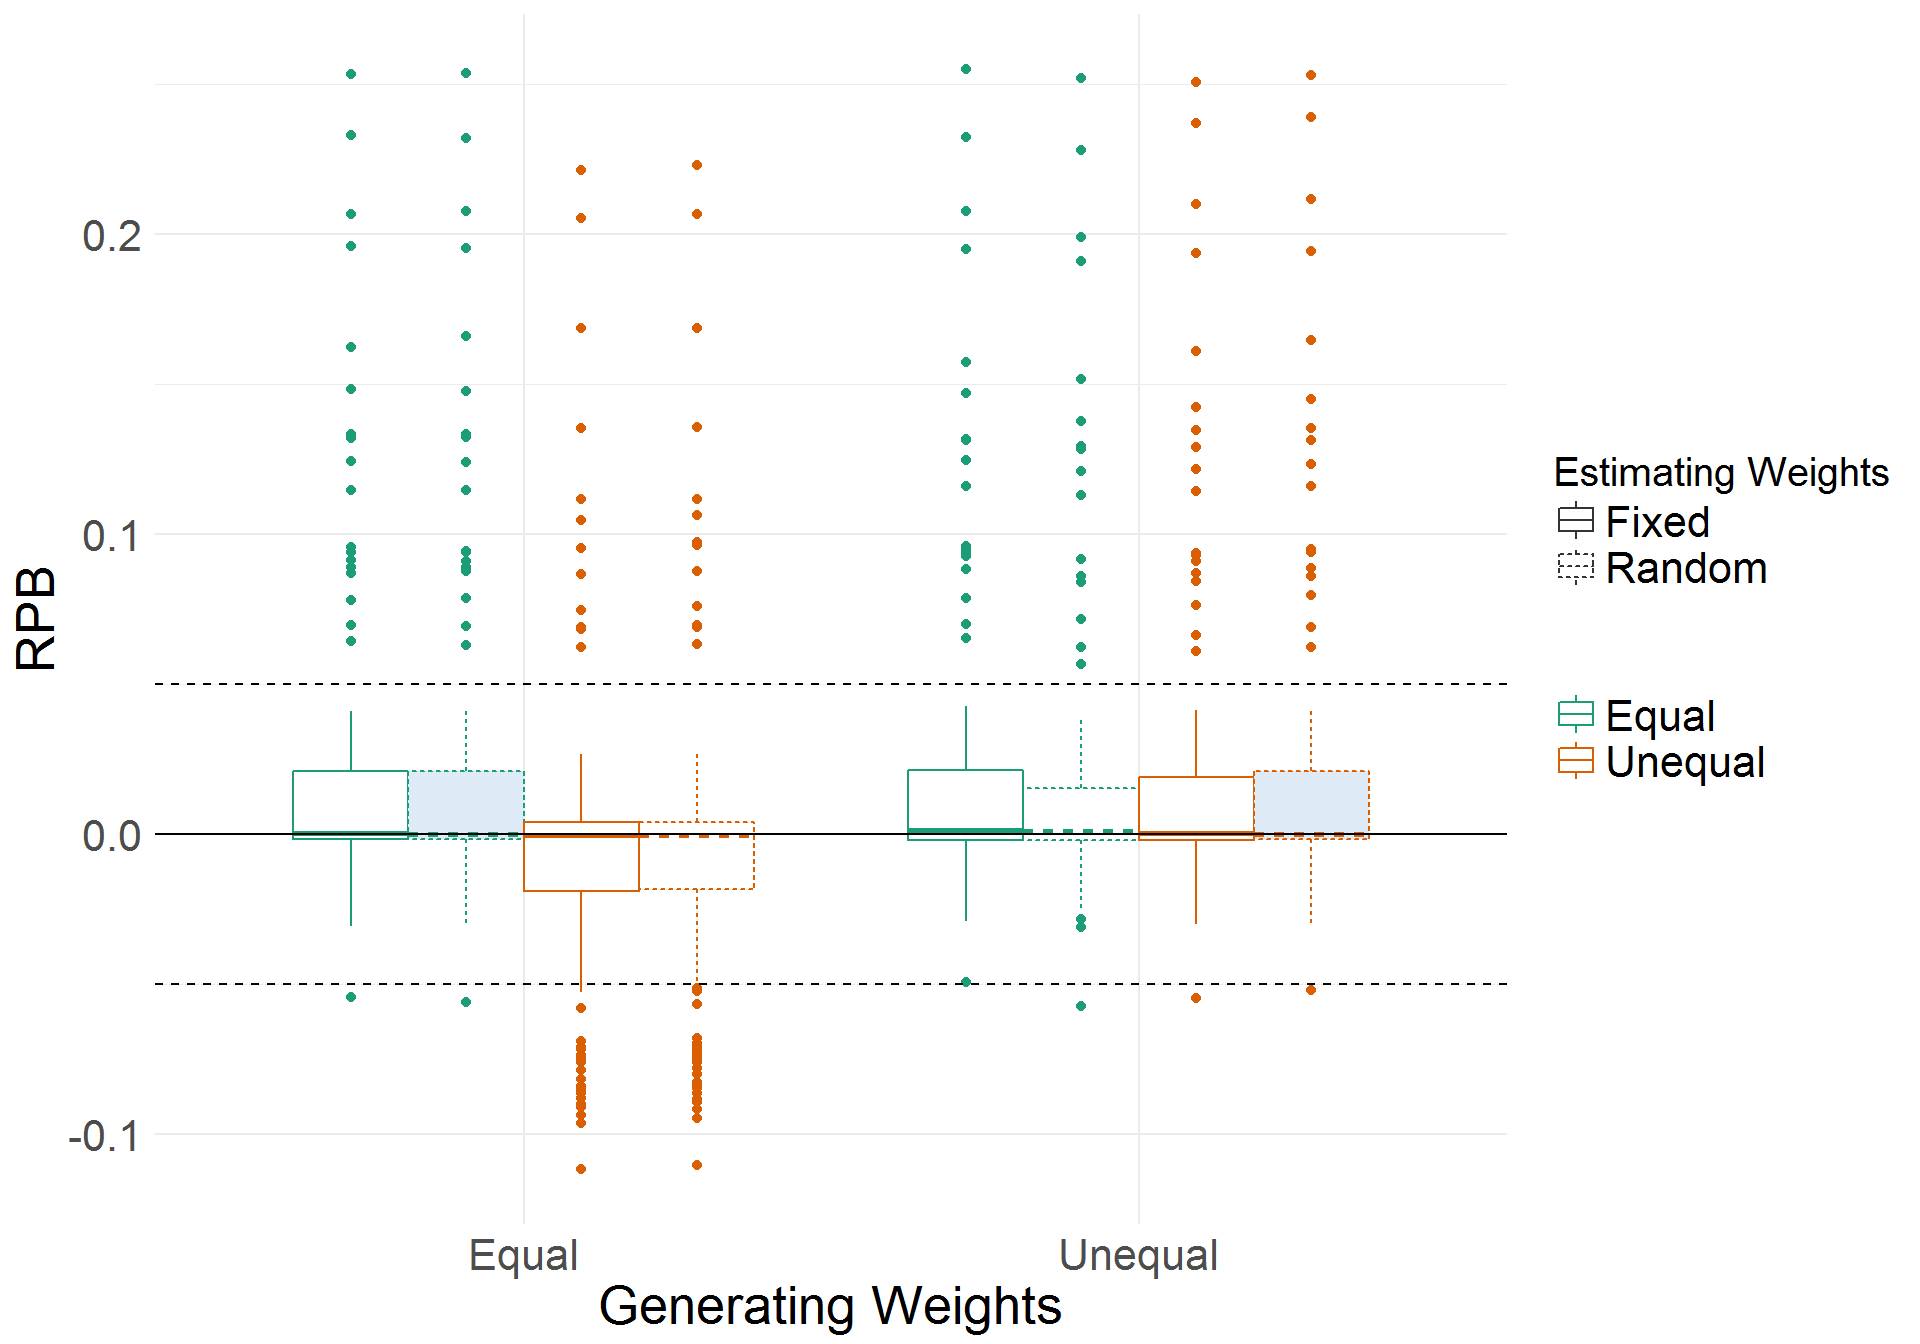 RPB
0.2
0.1
0.0
-0.1
Equal
Unequal
Generating Weights
Estimating Weights
Fixed
Random
Equal
Unequal